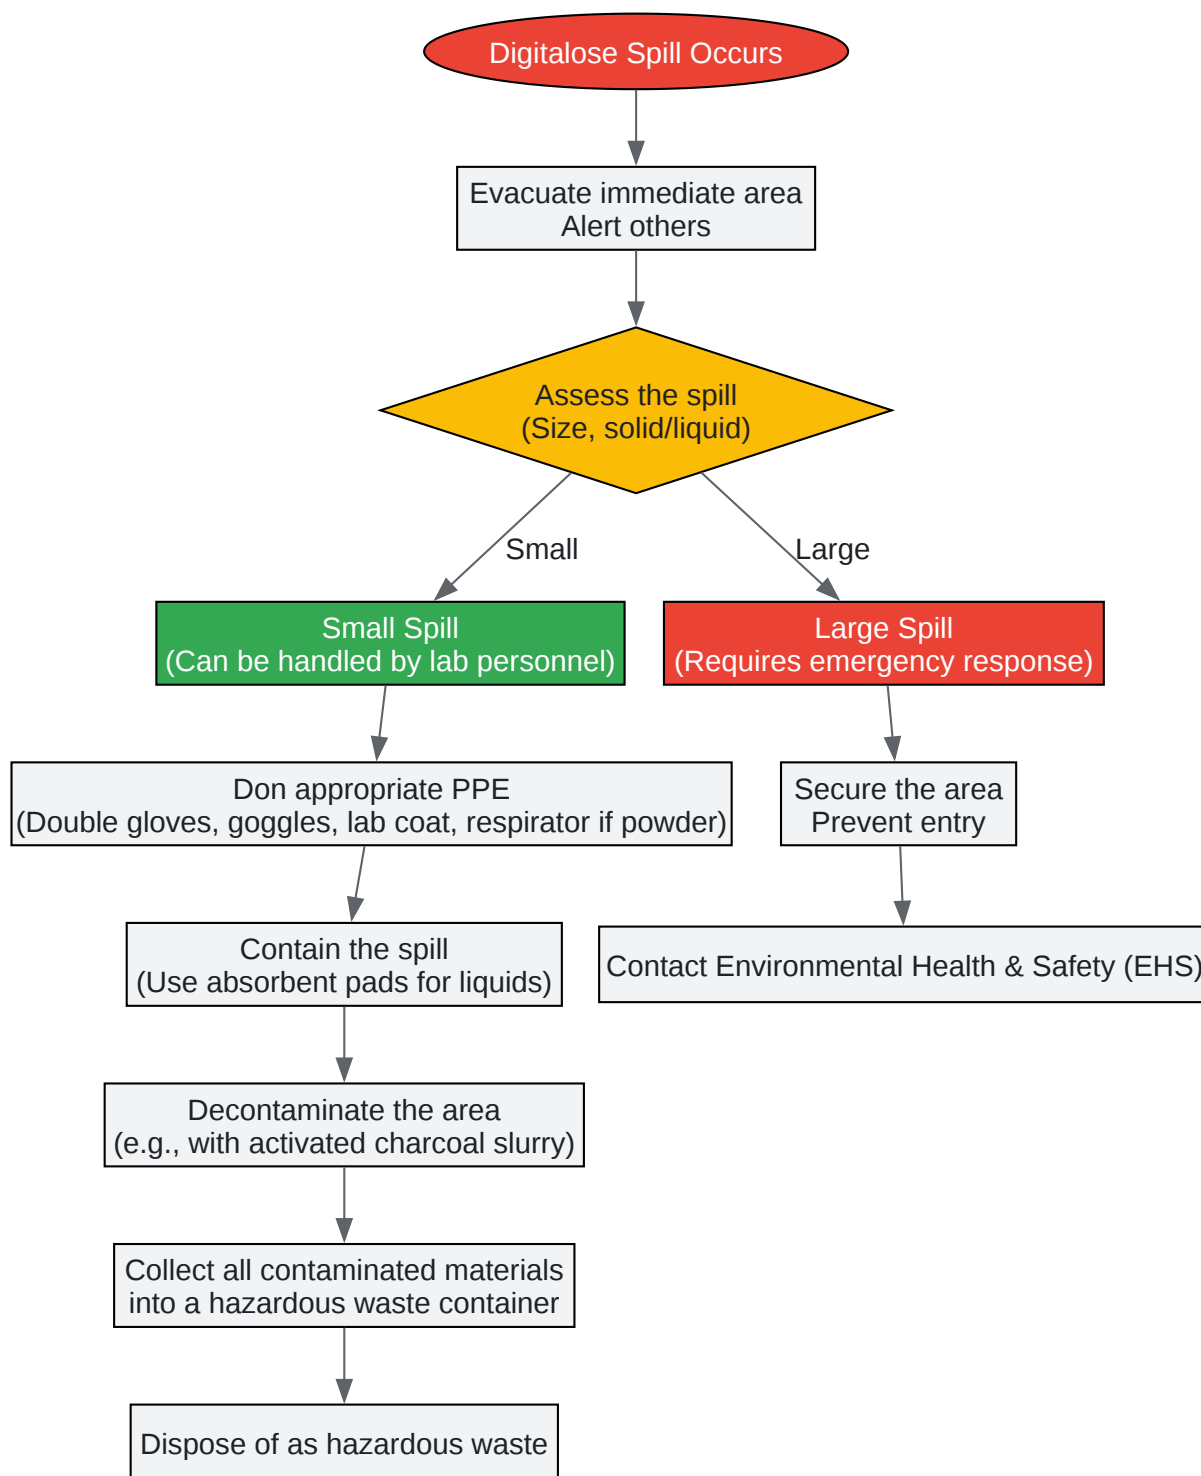 Digitalose Spill Occurs
Evacuate immediate area
Alert others
Assess the spill
(Size, solid/liquid)
Small
Large
Small Spill
(Can be handled by lab personnel)
Large Spill
(Requires emergency response)
Don appropriate PPE
(Double gloves, goggles, lab coat, respirator if powder)
Secure the area
Prevent entry
Contain the spill
(Use absorbent pads for liquids)
Contact Environmental Health & Safety (EHS)
Decontaminate the area
(e.g., with activated charcoal slurry)
Collect all contaminated materials
into a hazardous waste container
Dispose of as hazardous waste